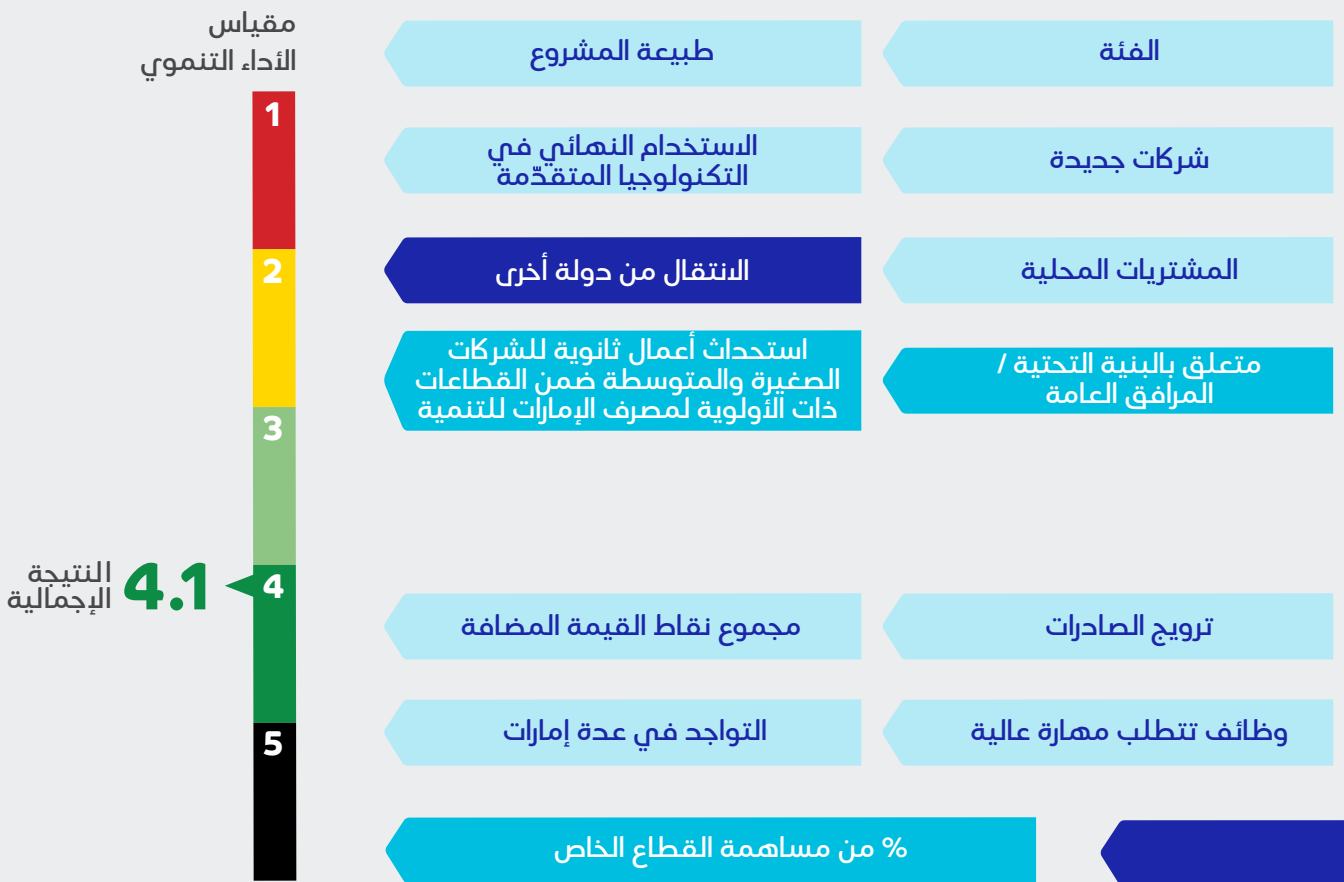 الفئة
طبيعة المشروع
مقياس
الأداء التنموي
شركات جديدة
الاستخدام النهائي في
التكنولوجيا المتقدّمة
1
المشتريات المحلية
الانتقال من دولة أخرى
2
متعلق بالبنية التحتية /
المرافق العامة
استحداث أعمال ثانوية للشركات
الصغيرة والمتوسطة ضمن القطاعات
ذات الأولوية لمصرف الإمارات للتنمية
3
4
4.1
النتيجة
الإجمالية
ترويج الصادرات
مجموع نقاط القيمة المضافة
وظائف تتطلب مهارة عالية
التواجد في عدة إمارات
5
% من مساهمة القطاع الخاص